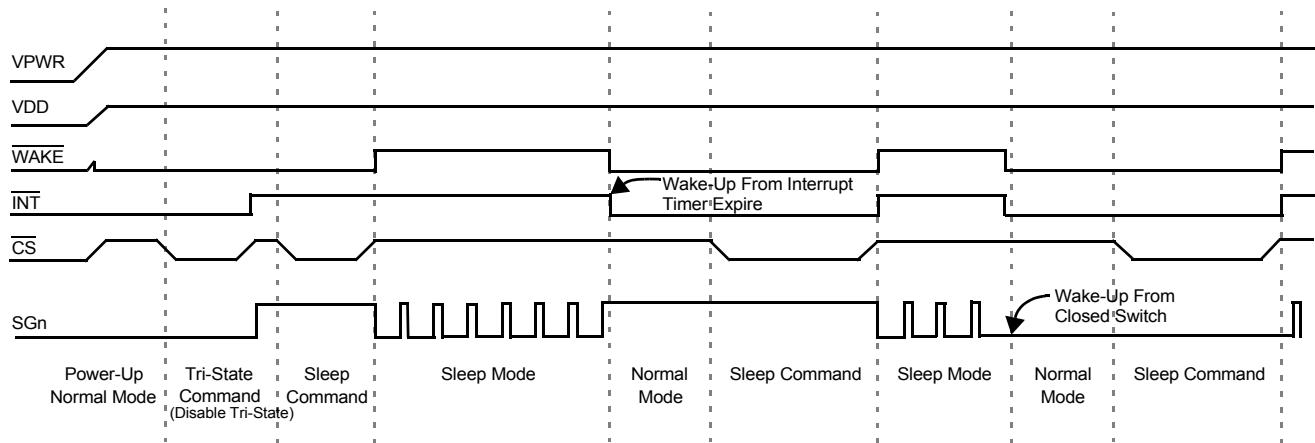 VPWR
VDD
WAKE
INT
Wake-Up From Interrupt
Timer Expire
CS
SGn
Wake-Up From
Closed Switch
Power-Up
Normal Mode
Tri-State
Command
(Disable Tri-State)
Sleep
Command
Sleep Mode
Normal
Mode
Sleep Command
Sleep Mode
Normal
Mode
Sleep Command